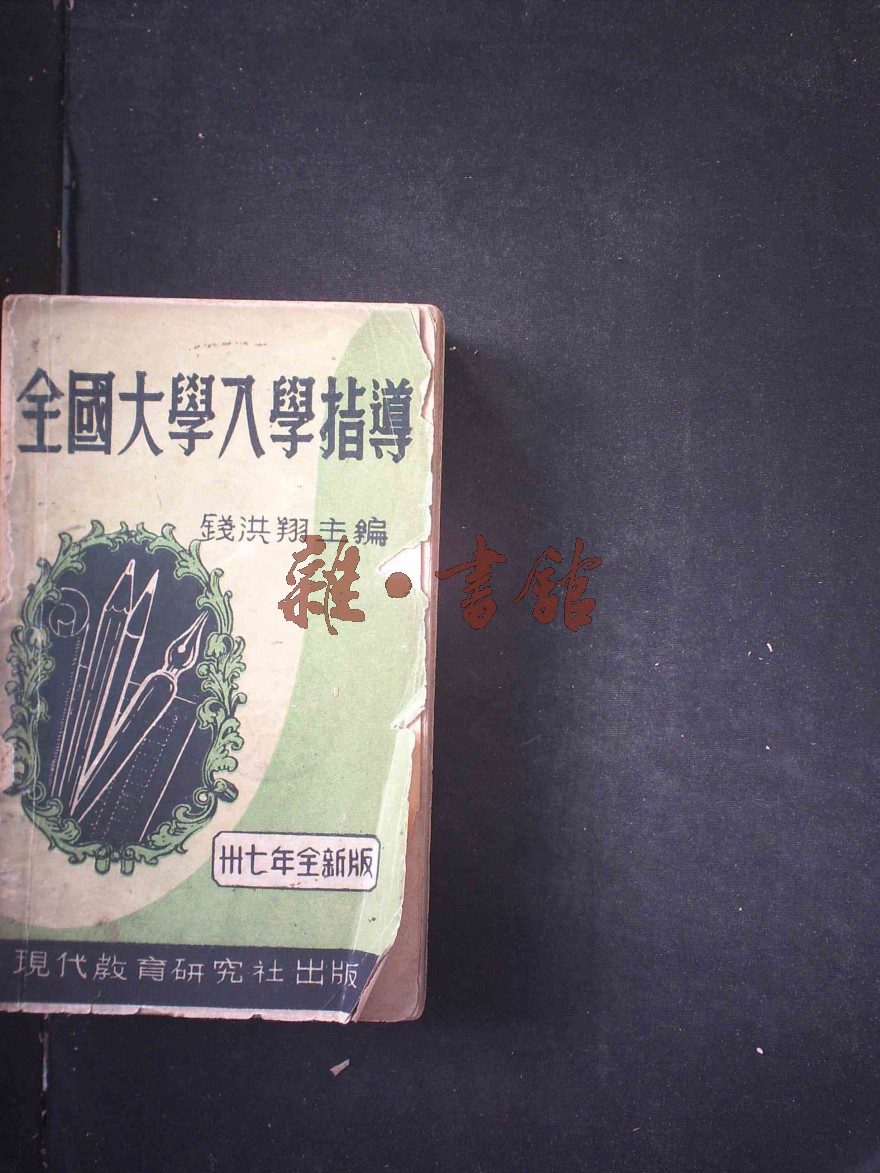 全國大學入學指導
錢洪翔主編
雜·書館
卅七年全新版
現代教育研究社出版